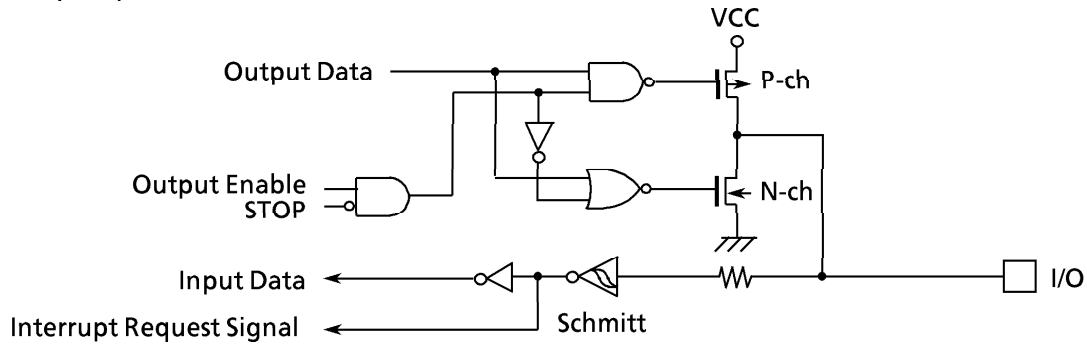 VCC
Output Data
P-ch
Output Enable
STOP
N-ch
Input Data
I/O
Schmitt
Interrupt Request Signal